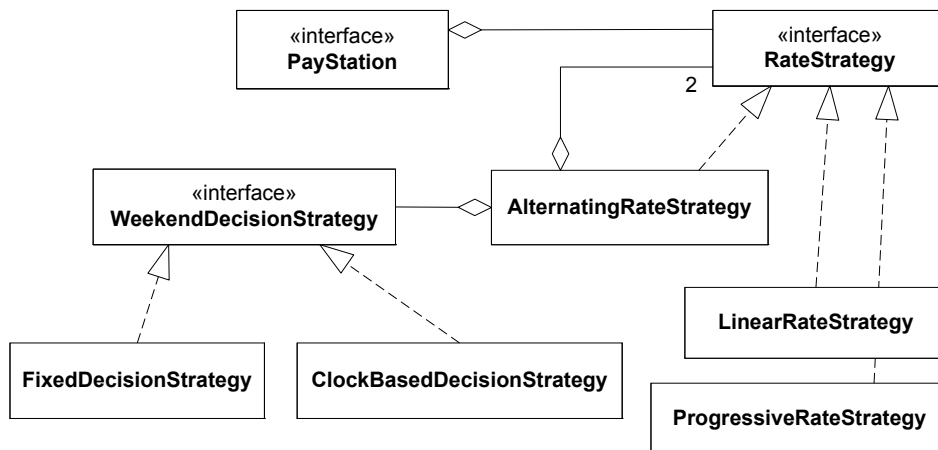 «interface»
PayStation
«interface»
RateStrategy
2
«interface»
WeekendDecisionStrategy
AlternatingRateStrategy
LinearRateStrategy
FixedDecisionStrategy
ClockBasedDecisionStrategy
ProgressiveRateStrategy